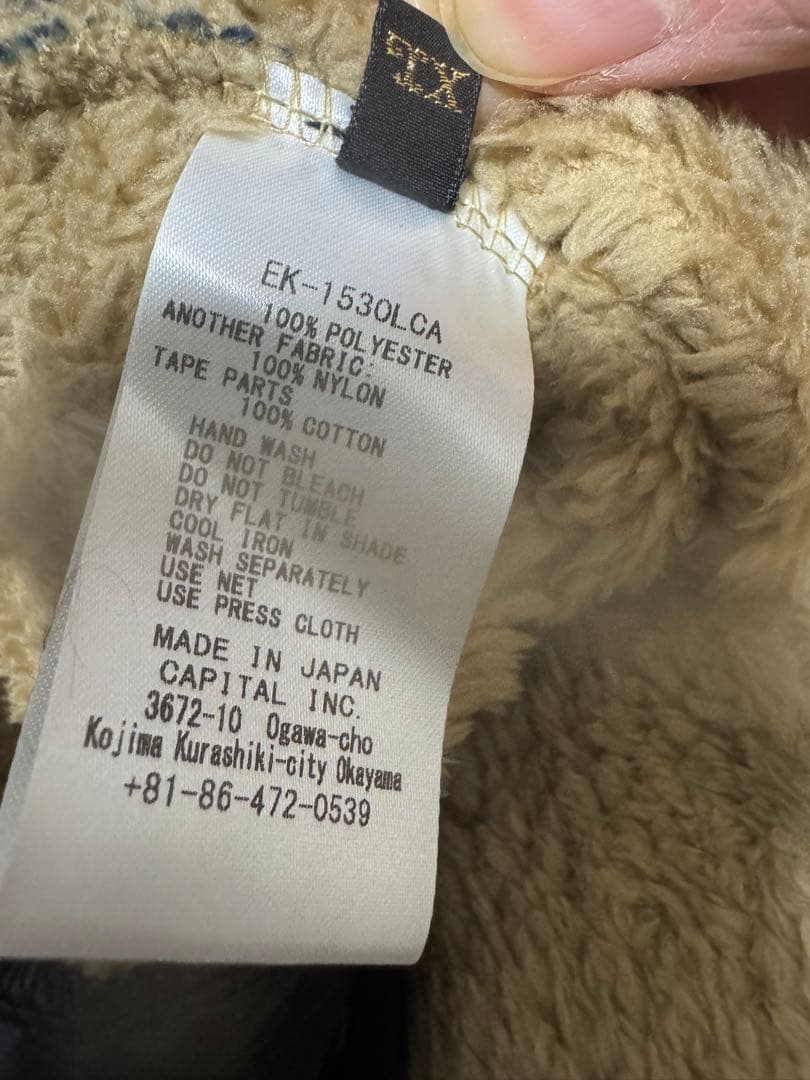 XL
EK-1530LCA
100% POLYESTER
ANOTHER FABRIC:
100% NYLON
TAPE PARTS
100% COTTON
HAND WASH
DO NOT BLEACH
DO NOT TUMBLE
DRY FLAT IN SHADE
COOL IRON
WASH SEPARATELY
USE NET
USE PRESS CLOTH
MADE IN JAPAN
CAPITAL INC.
3672-10 Ogawa-cho
Kojima Kurashiki-city Okayama
+81-86-472-0539